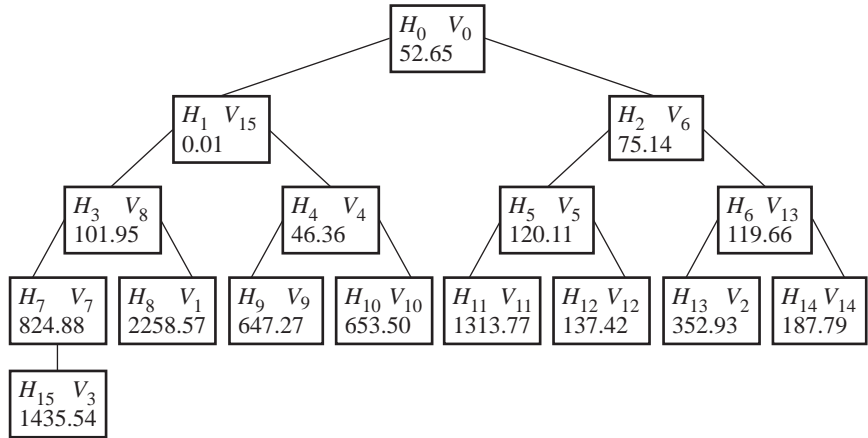 H0 V0
52.65
H1 V15
0.01
H2 V6
75.14
H3 V8
101.95
H4 V4
46.36
H5 V5
120.11
H6 V13
119.66
H7 V7
824.88
H8 V1
2258.57
H9 V9
647.27
H10 V10
653.50
H11 V11
1313.77
H12 V12
137.42
H13 V2
352.93
H14 V14
187.79
H15 V3
1435.54